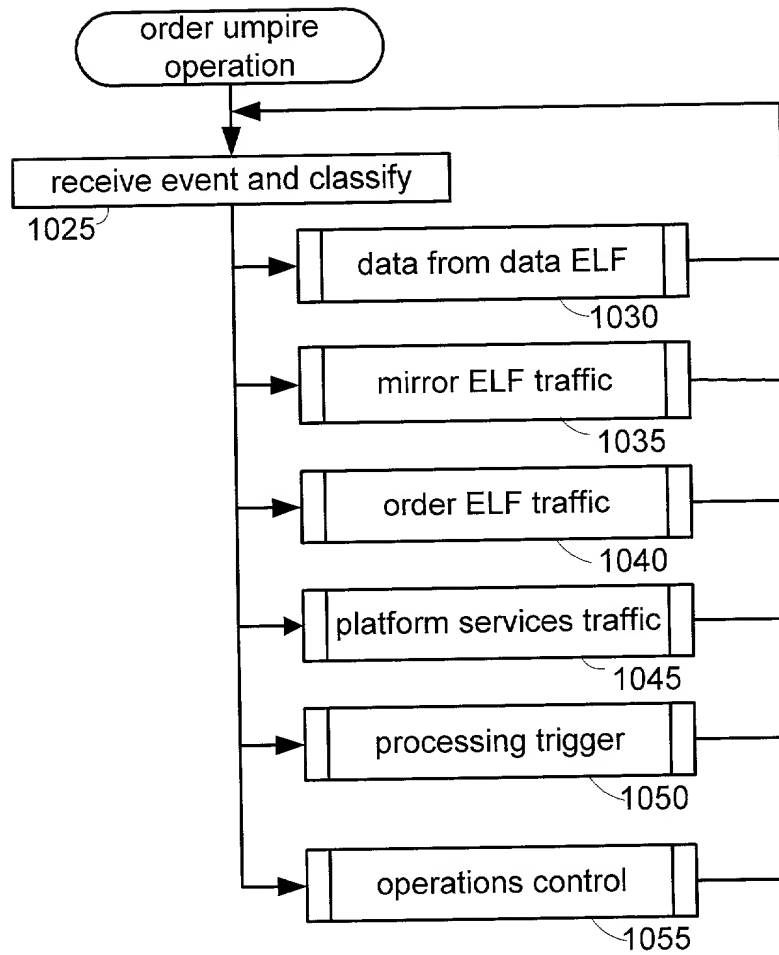 order umpire
operation
receive event and classify
1025
data from data ELF
1030
mirror ELF traffic
1035
order ELF traffic
1040
platform services traffic
1045
processing trigger
1050
operations control
1055